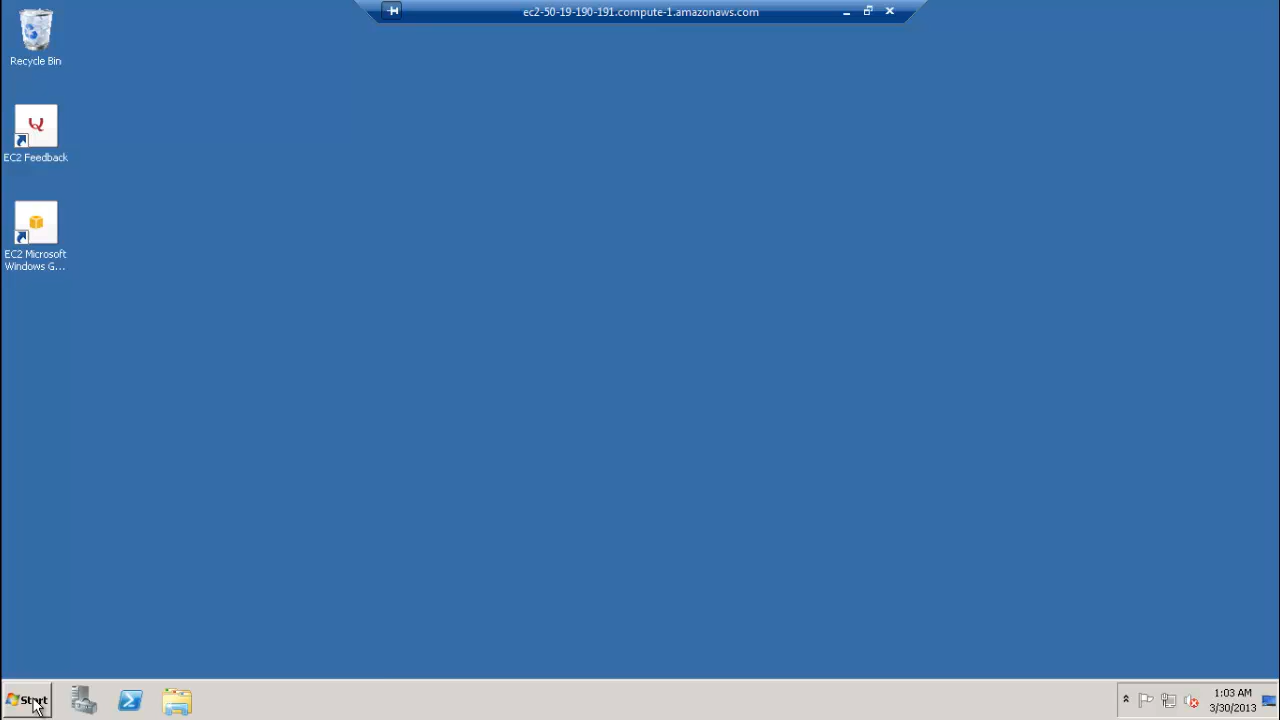 ec2-50-19-190-191.compute-1.amazonaws.com
Recycle Bin
EC2 Feedback
EC2 Microsoft
Windows G...
Start
1:03 AM
3/30/2013